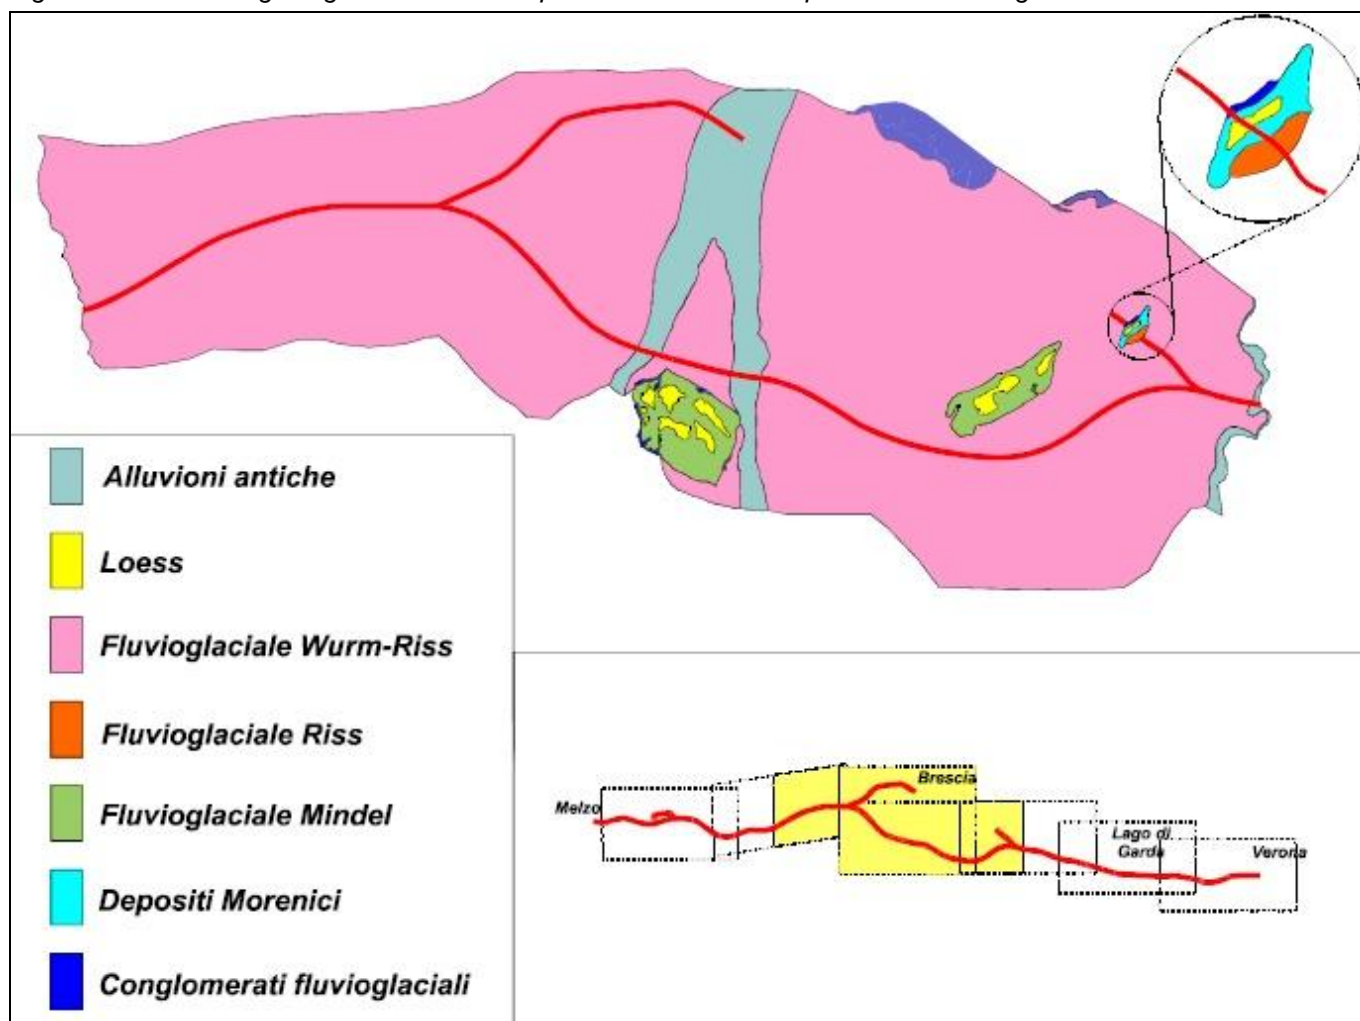 Alluvioni antiche
Loess
Fluvioglaciale Wurm-Riss
Fluvioglaciale Riss
Fluvioglaciale Mindel
Depositi Morenici
Conglomerati fluvioglaciali
Melzo
Brescia
Lago di
Garda
Verona